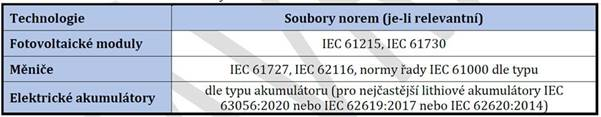 Technologie Soubory norem (je-li relevantní)
Fotovoltaické moduly IEC 61215, IEC 61730
Měniče IEC 61727, IEC 62116, normy řady IEC 61000 dle typu
Elektrické akumulátory dle typu akumulátoru (pro nejčastější lithiové akumulátory IEC
63056:2020 nebo IEC 62619:2017 nebo IEC 62620:2014)